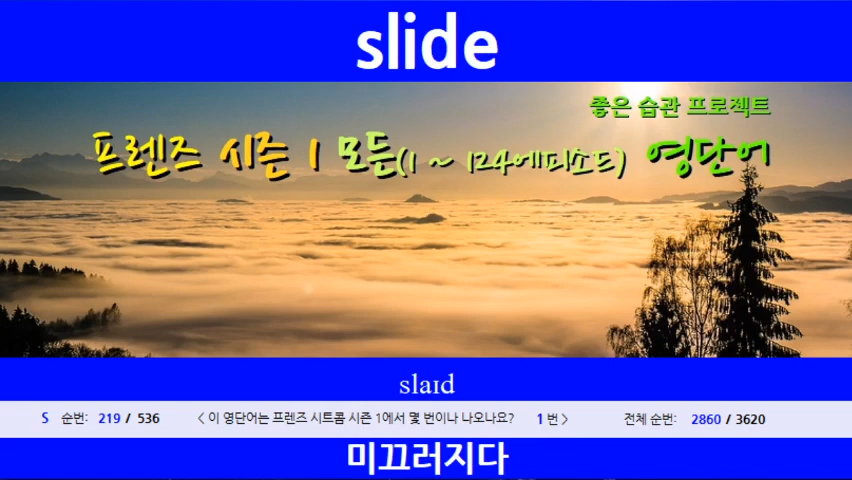 slide
좋은 습관 프로젝트
프렌즈 시즌 1 모든(1 ~ 124에피소드) 영단어
slaɪd
S 순번: 219 / 536 < 이 영단어는 프렌즈 시트콤 시즌 1에서 몇 번이나 나오나요? 1 번 > 전체 순번: 2860 / 3620
미끄러지다